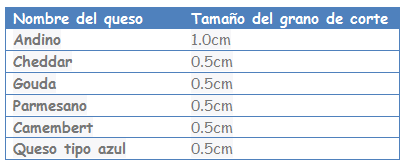 Nombre del queso Tamaño del grano de corte
Andino 1.0cm
Cheddar 0.5cm
Gouda 0.5cm
Parmesano 0.5cm
Camembert 0.5cm
Queso tipo azul 0.5cm